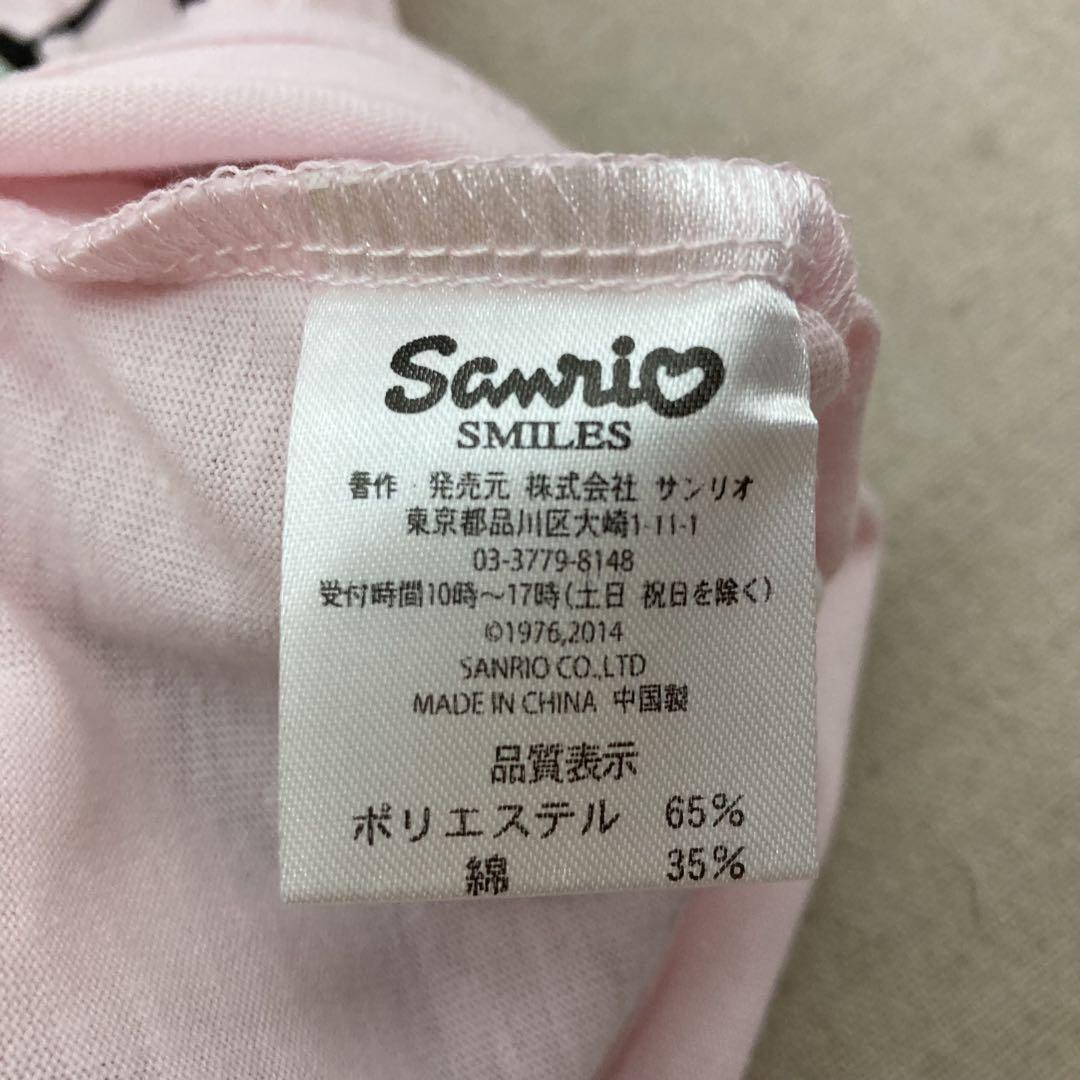 Sanrio
SMILES
著作・発売元 株式会社 サンリオ
東京都品川区大崎1-11-1
03-3779-8148
受付時間10時～17時(土日 祝日を除く)
©1976,2014
SANRIO CO.,LTD
MADE IN CHINA 中国製
品質表示
ポリエステル 65%
綿 35%